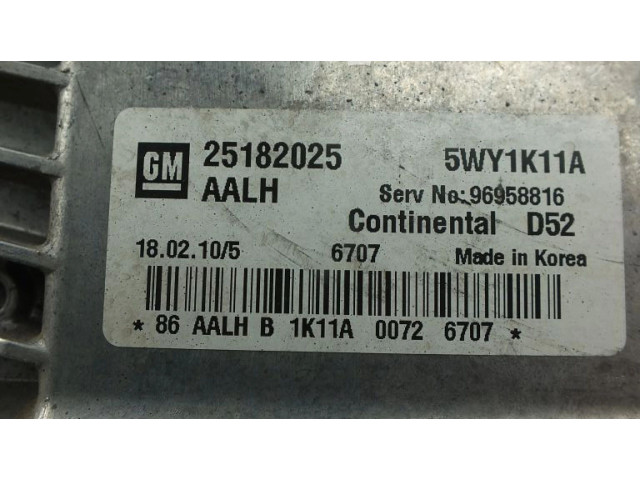 GM 25182025 5WY1K11A
AALH Serv No:96958816
Continental D52
18.02.10/5 6707 Made in Korea
* 86 AALH B 1K11A 0072 6707 *